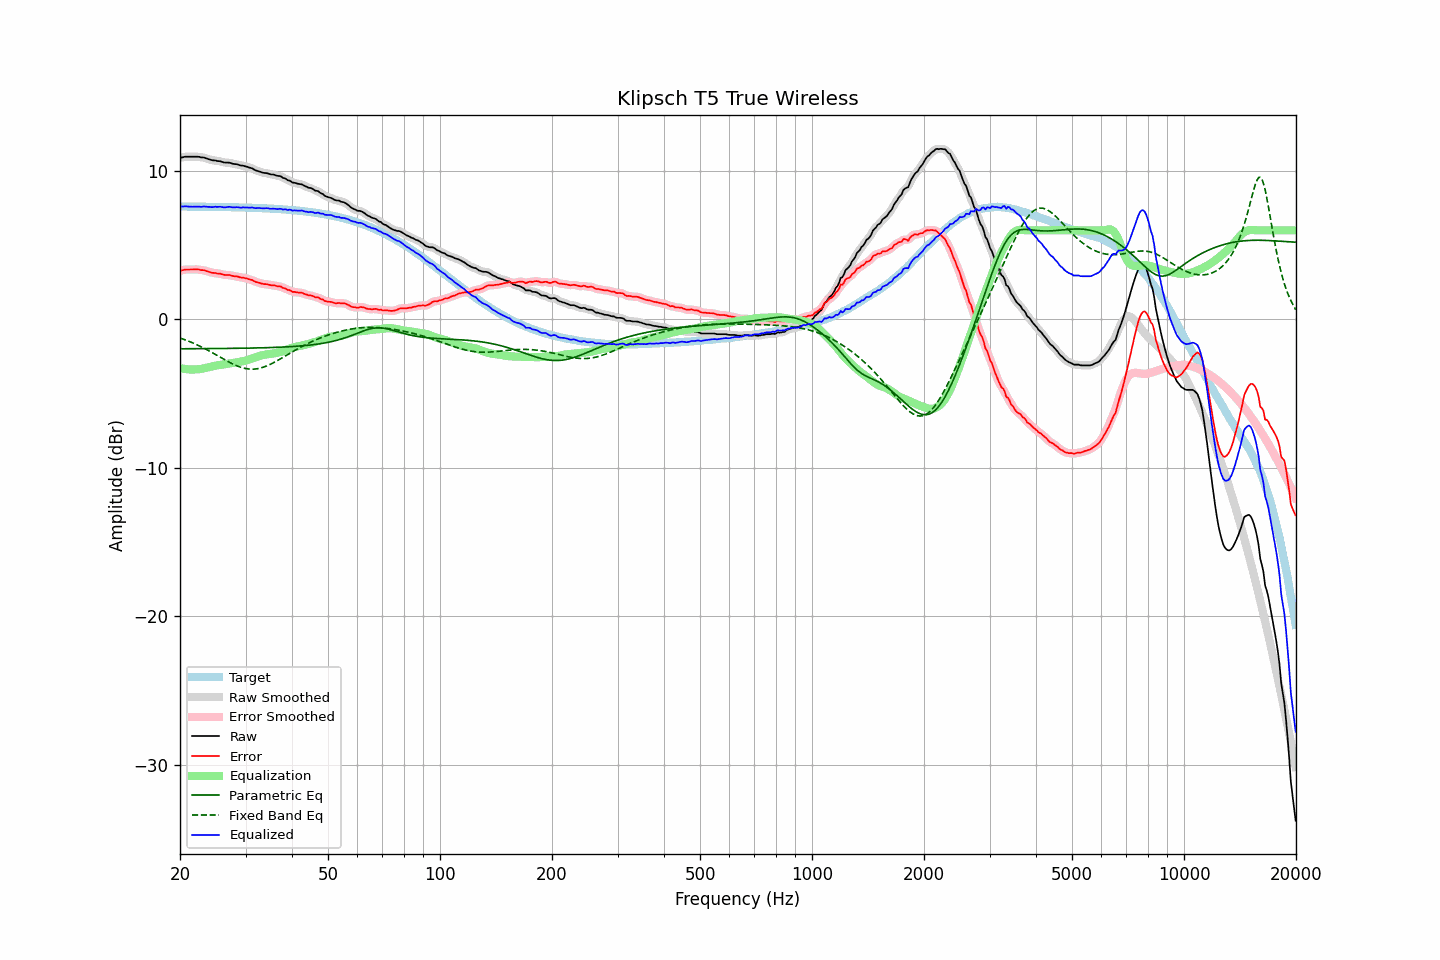 Klipsch T5 True Wireless
Amplitude (dBr)
10
0
−10
−20
−30
Target
Raw Smoothed
Error Smoothed
Raw
Error
Equalization
Parametric Eq
Fixed Band Eq
Equalized
20 50 100 200 500 1000 2000 5000 10000 20000
Frequency (Hz)